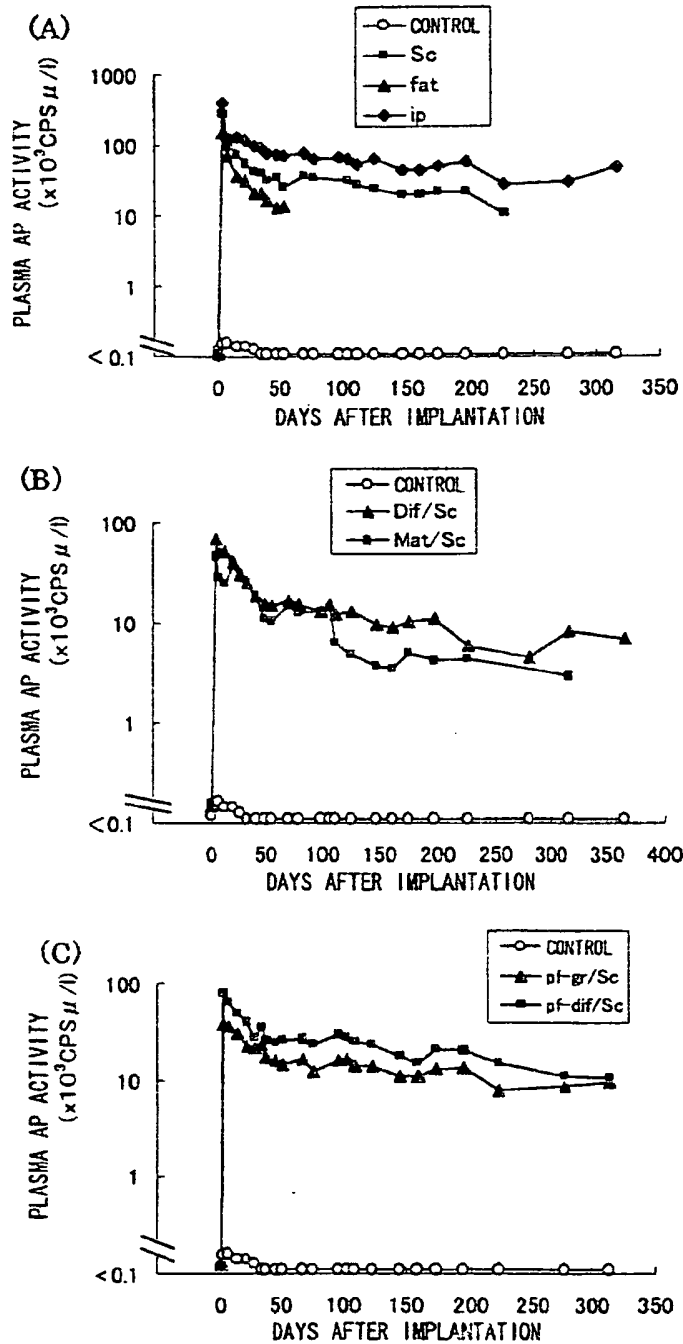 (A)
CONTROL
Sc
fat
ip
PLASMA AP ACTIVITY
(x10³CPSμ/l)
1000
100
10
1
<0.1
0 50 100 150 200 250 300 350
DAYS AFTER IMPLANTATION
(B)
CONTROL
Dif/Sc
Mat/Sc
PLASMA AP ACTIVITY
(x10³CPSμ/l)
100
10
1
<0.1
0 50 100 150 200 250 300 350 400
DAYS AFTER IMPLANTATION
(C)
CONTROL
pf-gr/Sc
pf-dif/Sc
PLASMA AP ACTIVITY
(x10³CPSμ/l)
100
10
1
<0.1
0 50 100 150 200 250 300 350
DAYS AFTER IMPLANTATION